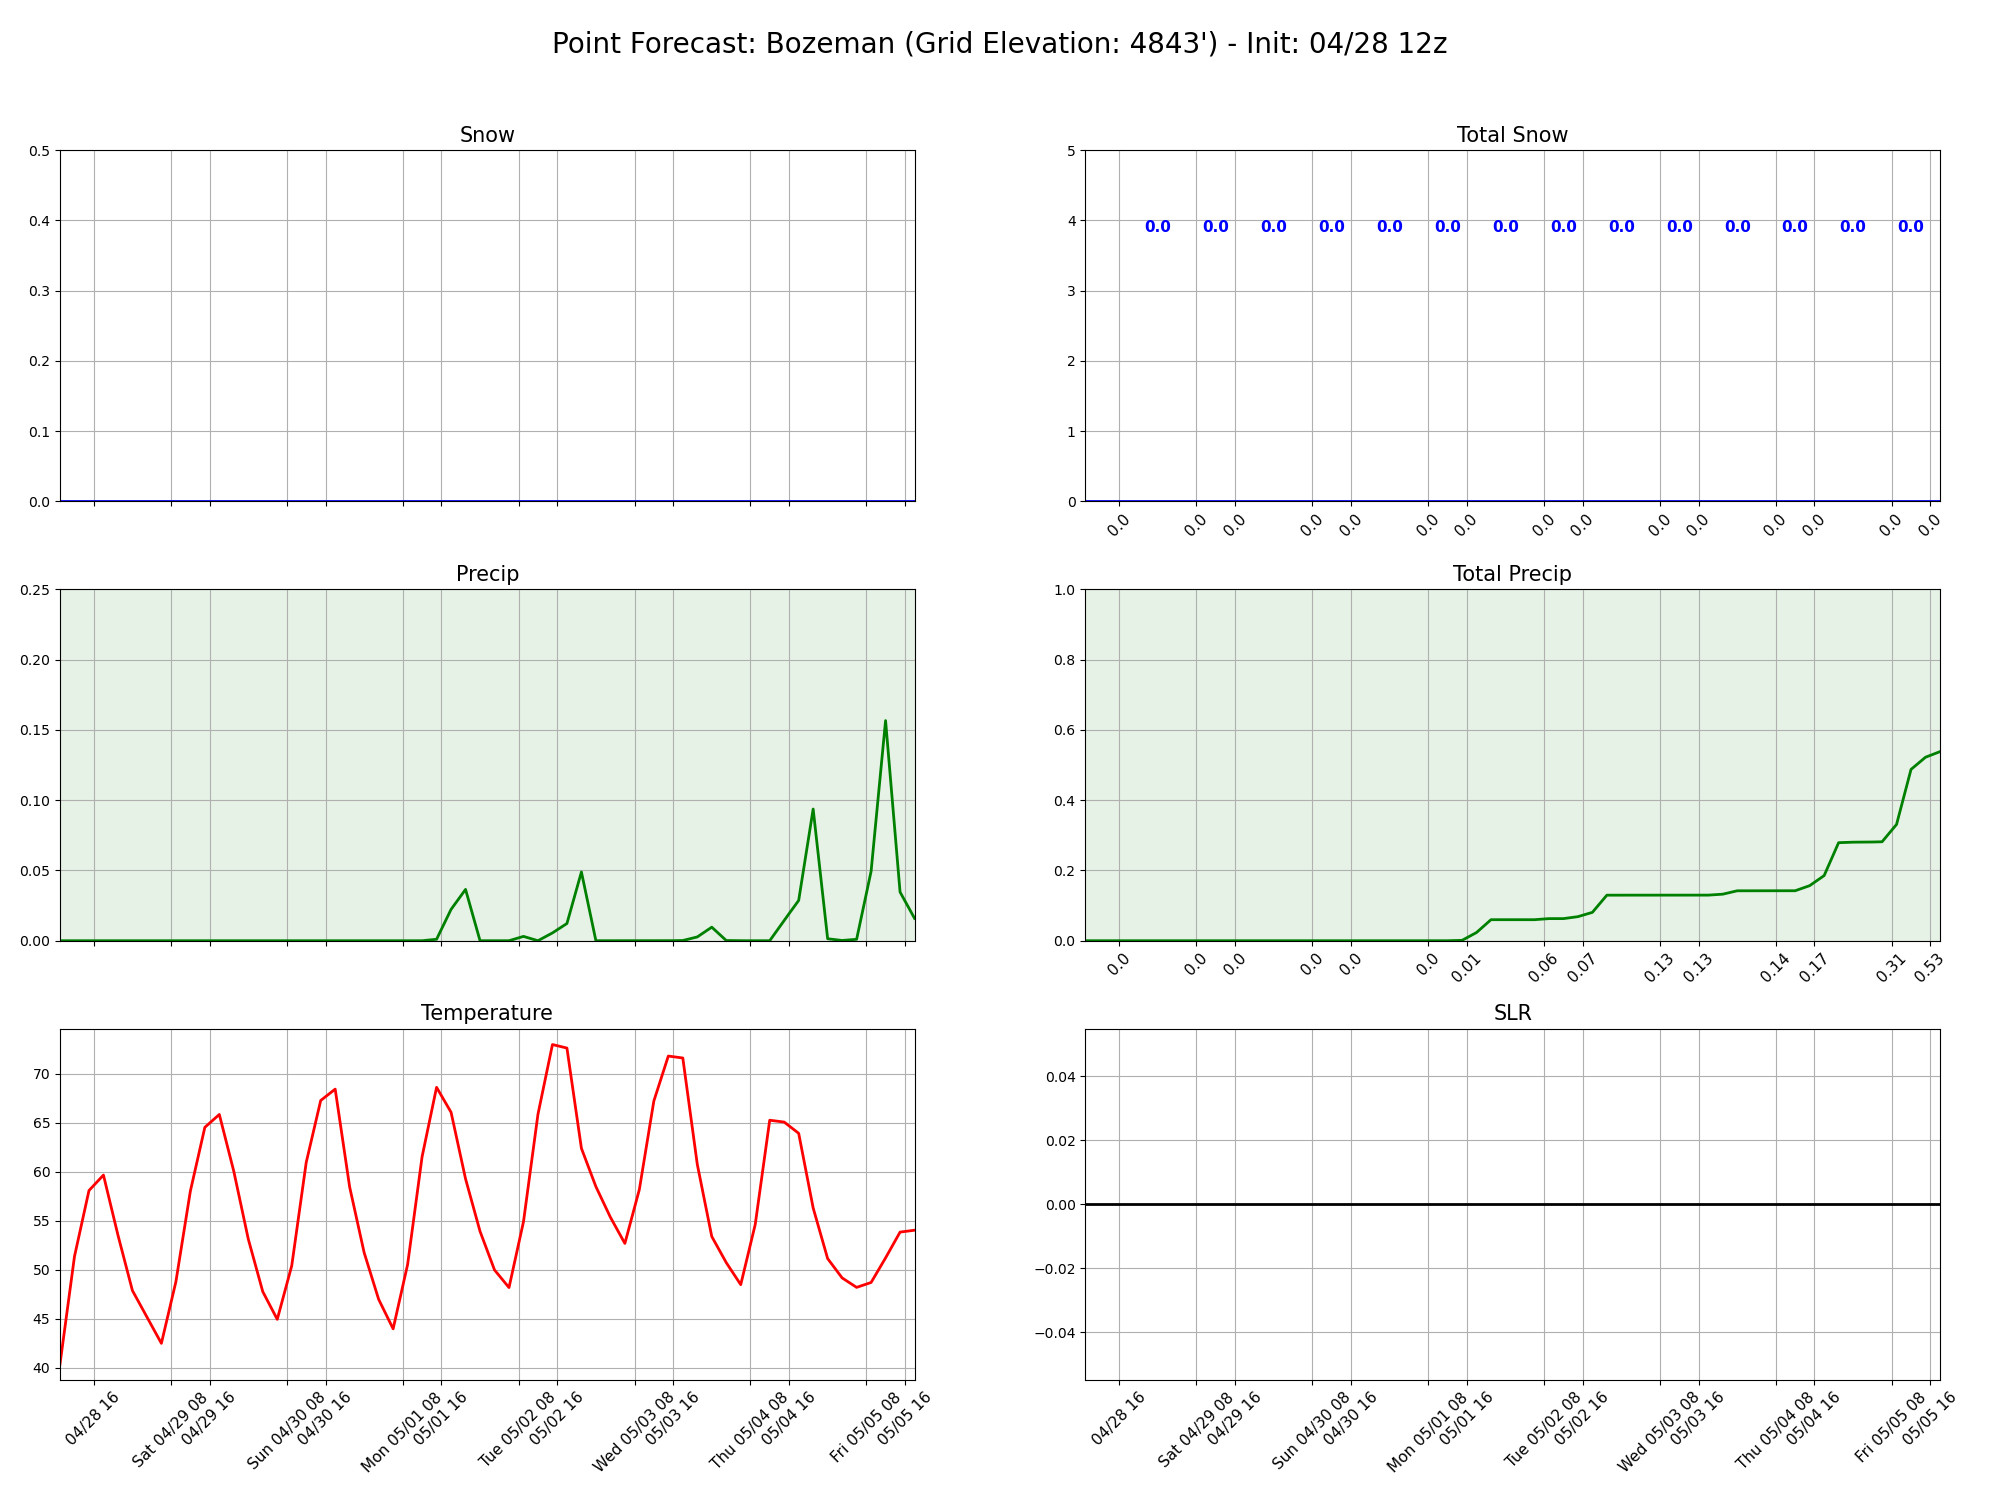 Point Forecast: Bozeman (Grid Elevation: 4843') - Init: 04/28 12z
Snow
0.5
0.4
0.3
0.2
0.1
0.0
Total Snow
5
4
3
2
1
0
0.0 0.0 0.0 0.0 0.0 0.0 0.0 0.0 0.0 0.0 0.0 0.0 0.0 0.0
0.0 0.0 0.0 0.0 0.0 0.0 0.0 0.0 0.0 0.0 0.0 0.0 0.0 0.0 0.0
Precip
0.25
0.20
0.15
0.10
0.05
0.00
Total Precip
1.0
0.8
0.6
0.4
0.2
0.0
0.0 0.0 0.0 0.0 0.0 0.0 0.01 0.06 0.07 0.13 0.13 0.14 0.17 0.31 0.53
Temperature
70
65
60
55
50
45
40
04/28 16
Sat 04/29 08
04/29 16
Sun 04/30 08
04/30 16
Mon 05/01 08
05/01 16
Tue 05/02 08
05/02 16
Wed 05/03 08
05/03 16
Thu 05/04 08
05/04 16
Fri 05/05 08
05/05 16
SLR
0.04
0.02
0.00
−0.02
−0.04
04/28 16
Sat 04/29 08
04/29 16
Sun 04/30 08
04/30 16
Mon 05/01 08
05/01 16
Tue 05/02 08
05/02 16
Wed 05/03 08
05/03 16
Thu 05/04 08
05/04 16
Fri 05/05 08
05/05 16